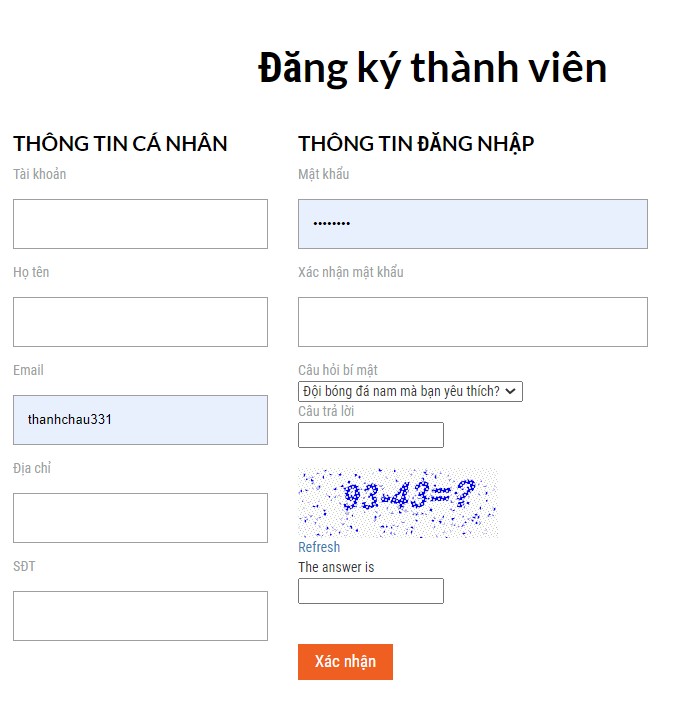 Đăng ký thành viên
THÔNG TIN CÁ NHÂN
Tài khoản
Họ tên
Email
thanhchau331
Địa chỉ
SĐT
THÔNG TIN ĐĂNG NHẬP
Mật khẩu
••••••••
Xác nhận mật khẩu
Câu hỏi bí mật
Đội bóng đá nam mà bạn yêu thích?
Câu trả lời
Refresh
The answer is
Xác nhận